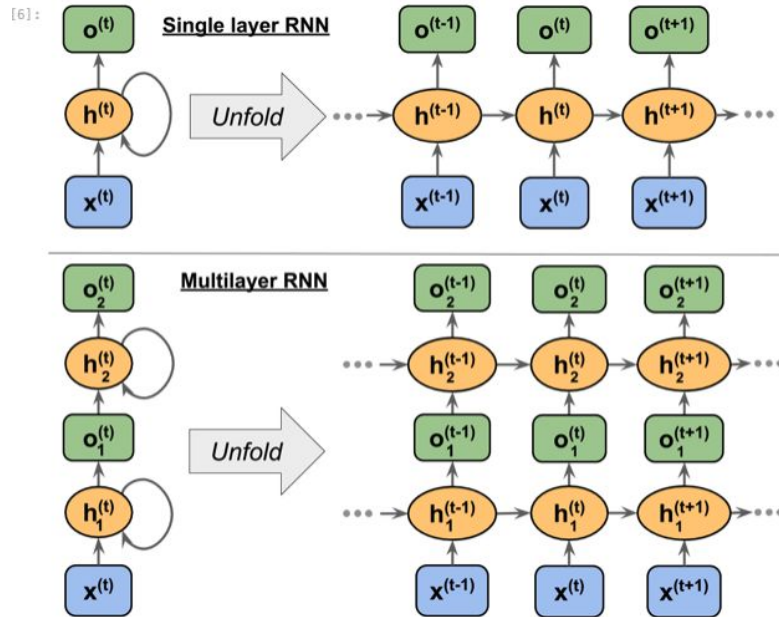 [6]:
o(t) Single layer RNN o(t-1) o(t) o(t+1)
h(t) Unfold ••• h(t-1) h(t) h(t+1) •••
x(t) x(t-1) x(t) x(t+1)
o2(t) Multilayer RNN o2(t-1) o2(t) o2(t+1)
h2(t) ••• h2(t-1) h2(t) h2(t+1) •••
o1(t) Unfold o1(t-1) o1(t) o1(t+1)
h1(t) ••• h1(t-1) h1(t) h1(t+1) •••
x(t) x(t-1) x(t) x(t+1)